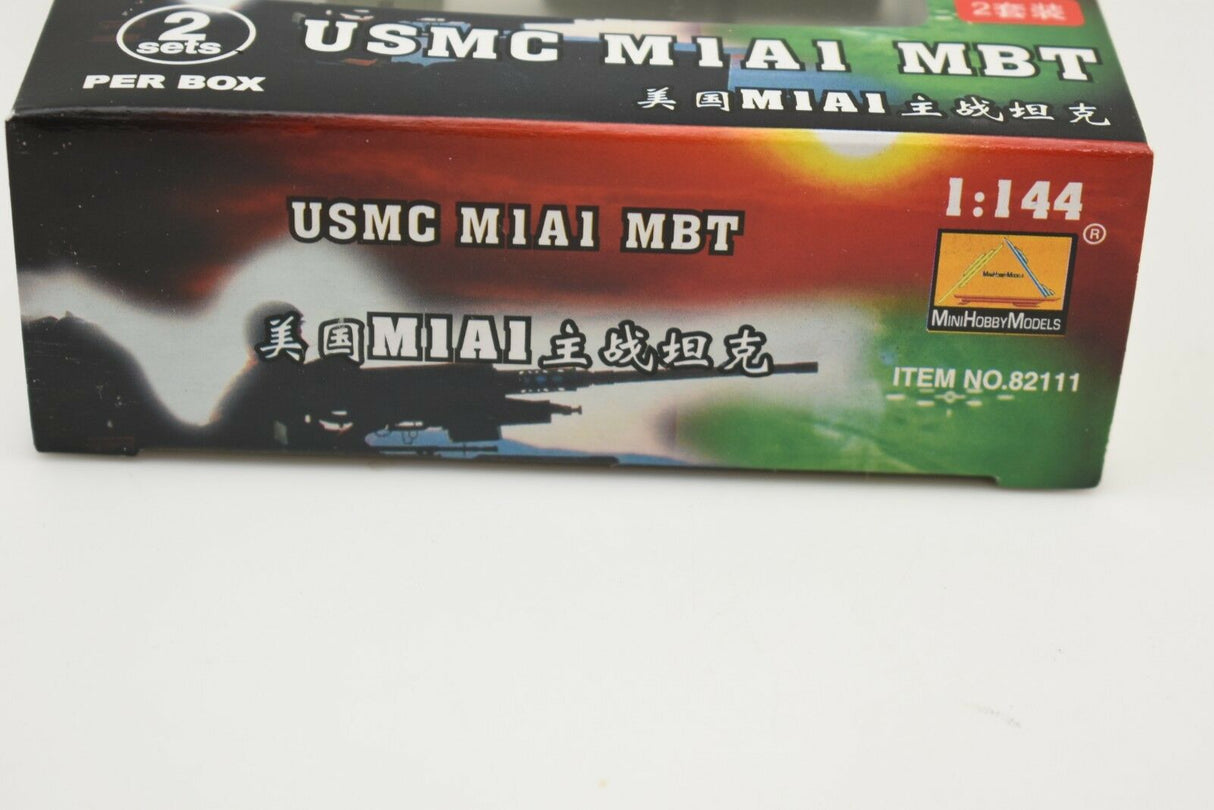 2套装
2
sets
PER BOX
USMC M1A1 MBT
美国M1A1主战坦克
USMC M1A1 MBT
美国M1A1主战坦克
1:144
®
MiniHobbyModels
MINIHOBBYMODELS
ITEM NO.82111